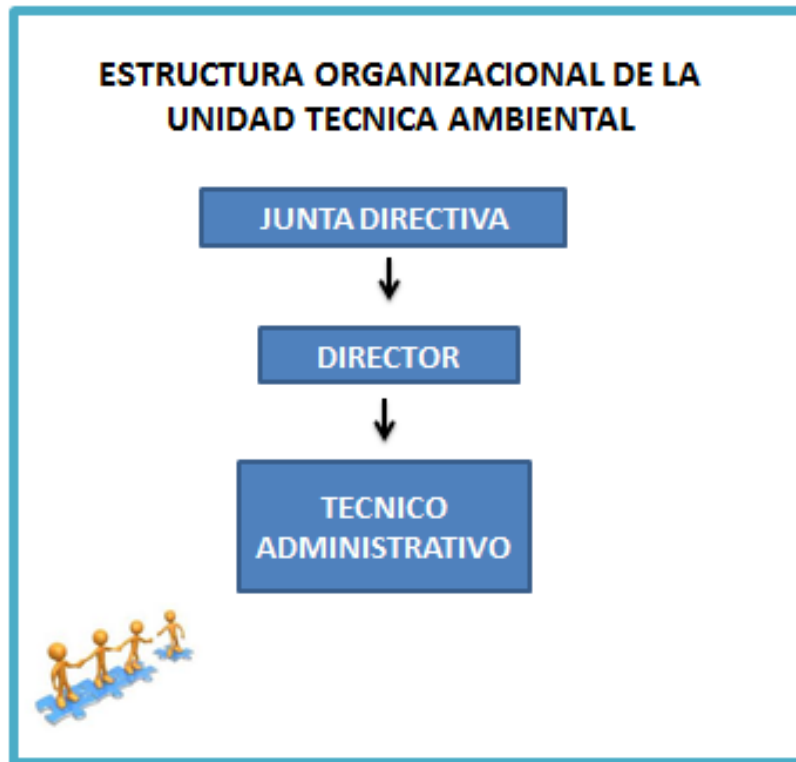 ESTRUCTURA ORGANIZACIONAL DE LA
UNIDAD TECNICA AMBIENTAL
JUNTA DIRECTIVA
DIRECTOR
TECNICO
ADMINISTRATIVO